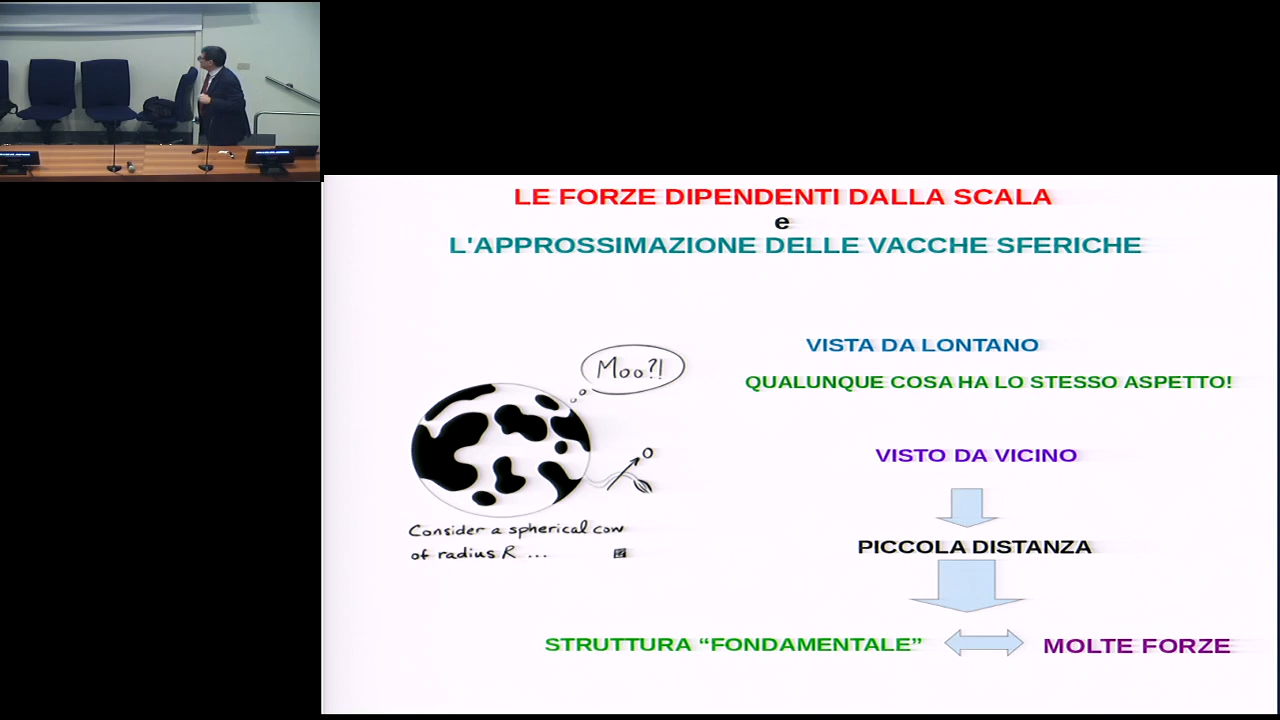 LE FORZE DIPENDENTI DALLA SCALA
e
L'APPROSSIMAZIONE DELLE VACCHE SFERICHE
Moo?!
Consider a spherical cow
of radius R ...
VISTA DA LONTANO
QUALUNQUE COSA HA LO STESSO ASPETTO!
VISTO DA VICINO
PICCOLA DISTANZA
STRUTTURA “FONDAMENTALE”
MOLTE FORZE